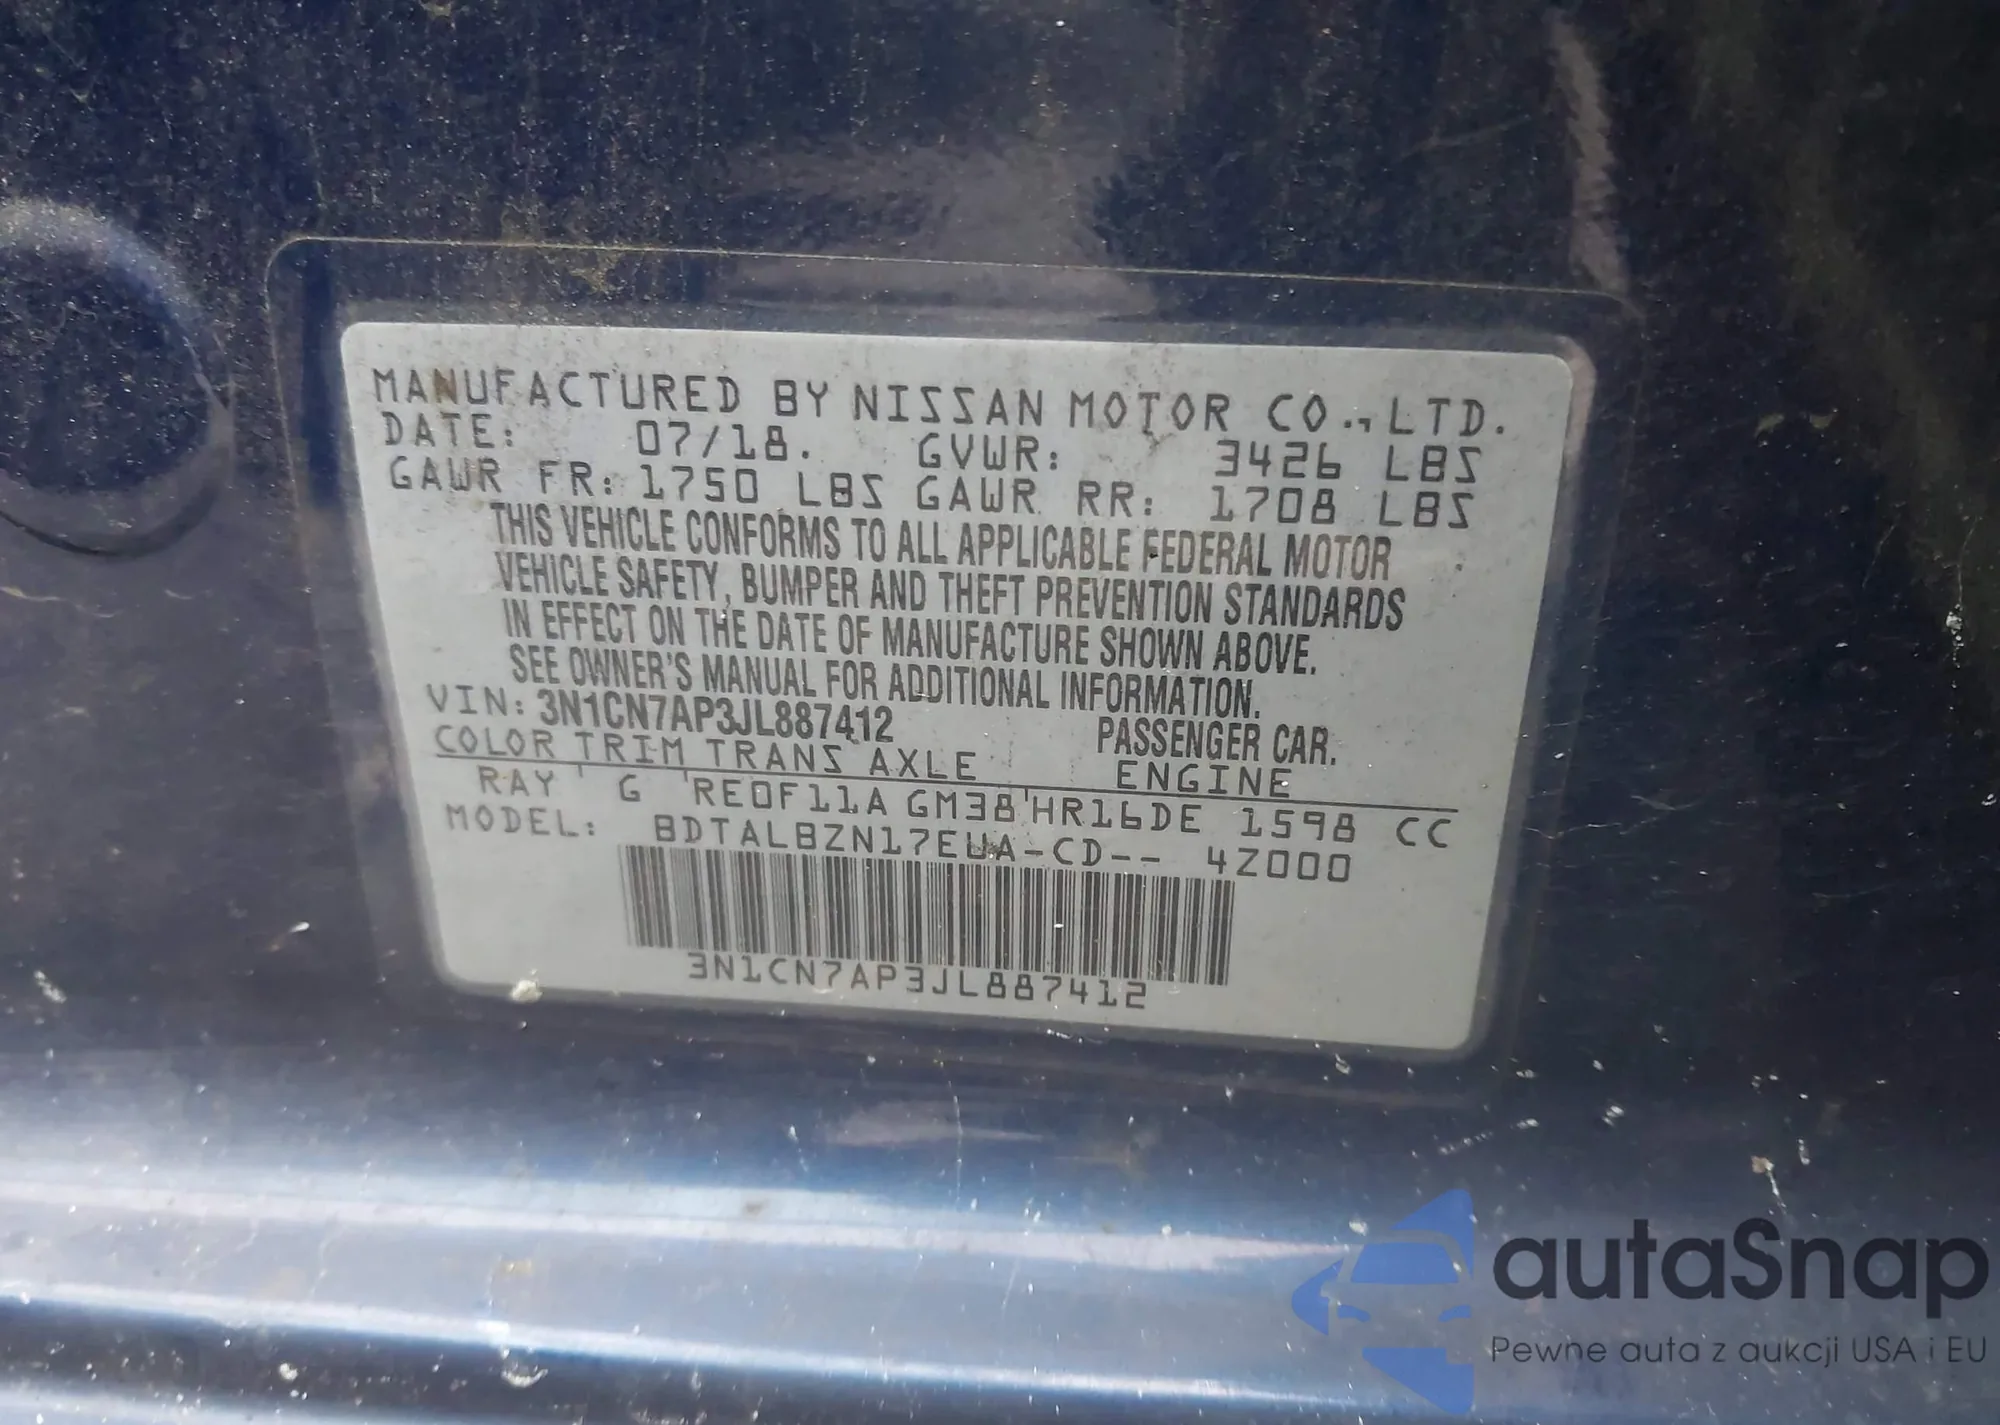 MANUFACTURED BY NISSAN MOTOR CO., LTD.
DATE: 07/18. GVWR: 3426 LBS
GAWR FR: 1750 LBS GAWR RR: 1708 LBS
THIS VEHICLE CONFORMS TO ALL APPLICABLE FEDERAL MOTOR
VEHICLE SAFETY, BUMPER AND THEFT PREVENTION STANDARDS
IN EFFECT ON THE DATE OF MANUFACTURE SHOWN ABOVE.
SEE OWNER'S MANUAL FOR ADDITIONAL INFORMATION.
VIN: 3N1CN7AP3JL887412 PASSENGER CAR.
COLOR TRIM TRANS AXLE ENGINE
RAY G RE0F11A GM38 HR16DE 1598 CC
MODEL: BDTALBZN17EUA-CD-- 4Z000
3N1CN7AP3JL887412
autaSnap
Pewne auta z aukcji USA i EU